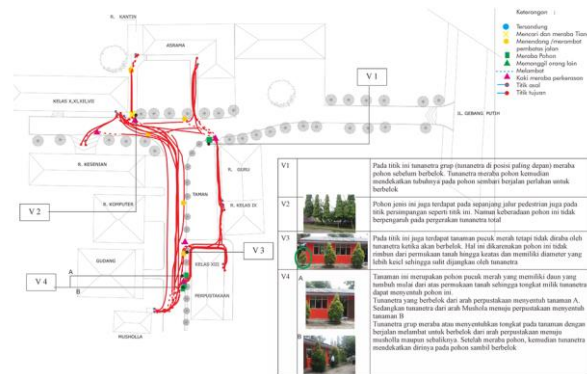 R. KANTIN
ASRAMA
KELAS X,XI,XII
R. KESENIAN
R. KOMPUTER
GUDANG
MUSHOLLA
TAMAN
R. GURU
R. KELAS IX
KELAS SDS
PERPUSTAKAAN
JL. GEBANG PUTIH
V 1
V 2
V 3
V 4
A
B
Keterangan :
Tersandung
Mencari dan meraba Tian
Menendang /merambat
pembatas jalan
Meraba Pohon
Memanggil orang lain
Melambat
Kaki meraba perkerasan
Titik asal
Titik tujuan
V1
Pada titik ini tunanetra grup (tunanetra di posisi paling depan) meraba
pohon sebelum berbelok. Tunanetra meraba pohon kemudian
mendekatkan tubuhnya pada pohon sembari berjalan perlahan untuk
berbelok
V2
Pohon jenis ini juga terdapat pada sepanjang jalur pedestrian juga pada
titik persimpangan seperti titik ini. Namun keberadaan pohon ini tidak
berpengaruh pada pergerakan tunanetra total
V3
Pada titik ini juga terdapat tanaman pucuk merah tetapi tidak diraba oleh
tunanetra ketika akan berbelok. Hal ini dikarenakan pohon ini tidak
rimbun dari permukaan tanah hingga keatas dan memiliki diameter yang
lebih kecil sehingga sulit dijangkau oleh tunanetra
V4
A
Tanaman ini merupakan pohon pucuk merah yang memiliki daun yang
tumbuh mulai dari atas permukaan tanah sehingga tongkat milik tunanetra
dapat menyentuh pohon ini.
Tunanetra yang berbelok dari arah perpustakaan menyentuh tanaman A.
Sedangkan tunanetra dari arah Mushola menuju perpustakaan menyentuh
tanaman B
B
Tunanetra grup meraba atau menyentuhkan tongkat pada tanaman dengan
berjalan melambat untuk berbelok dari arah perpustakaan menuju
musholla maupun sebaliknya. Setelah meraba pohon, kemudian tunanetra
mendekatkan dirinya pada pohon sambil berbelok